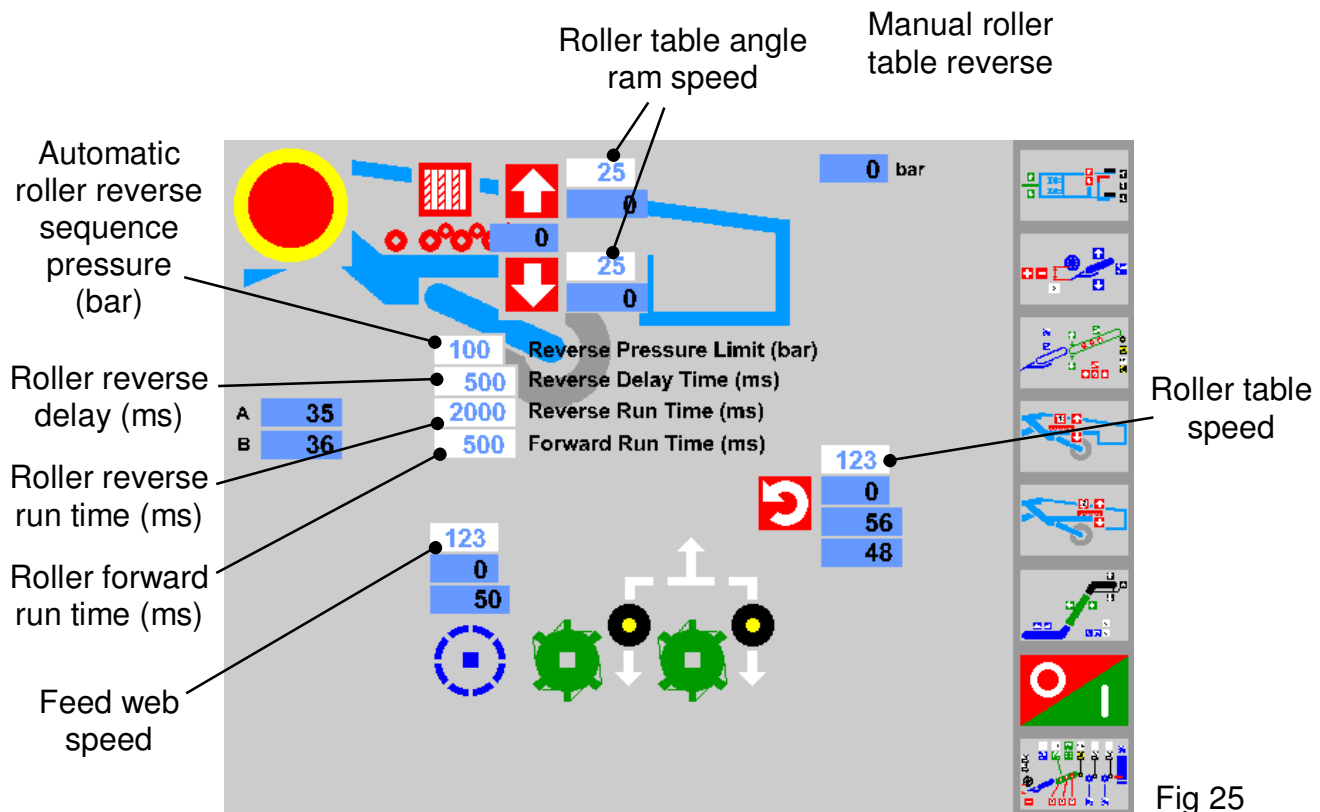 Roller table angle
ram speed
Manual roller
table reverse
Automatic
roller reverse
sequence
pressure
(bar)
25
0
0 bar
0
25
0
100 Reverse Pressure Limit (bar)
500 Reverse Delay Time (ms)
A 35
2000 Reverse Run Time (ms)
B 36
500 Forward Run Time (ms)
Roller reverse
delay (ms)
Roller reverse
run time (ms)
Roller forward
run time (ms)
Feed web
speed
Roller table
speed
123
0
56
48
123
0
50
Fig 25